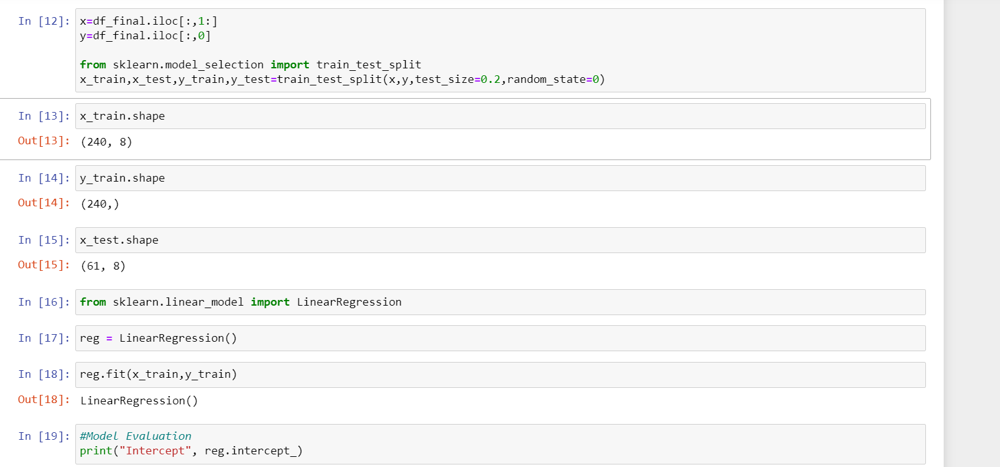 In [12]: x=df_final.iloc[:,1:]
y=df_final.iloc[:,0]
from sklearn.model_selection import train_test_split
x_train,x_test,y_train,y_test=train_test_split(x,y,test_size=0.2,random_state=0)
In [13]: x_train.shape
Out[13]: (240, 8)
In [14]: y_train.shape
Out[14]: (240,)
In [15]: x_test.shape
Out[15]: (61, 8)
In [16]: from sklearn.linear_model import LinearRegression
In [17]: reg = LinearRegression()
In [18]: reg.fit(x_train,y_train)
Out[18]: LinearRegression()
In [19]: #Model Evaluation
print("Intercept", reg.intercept_)